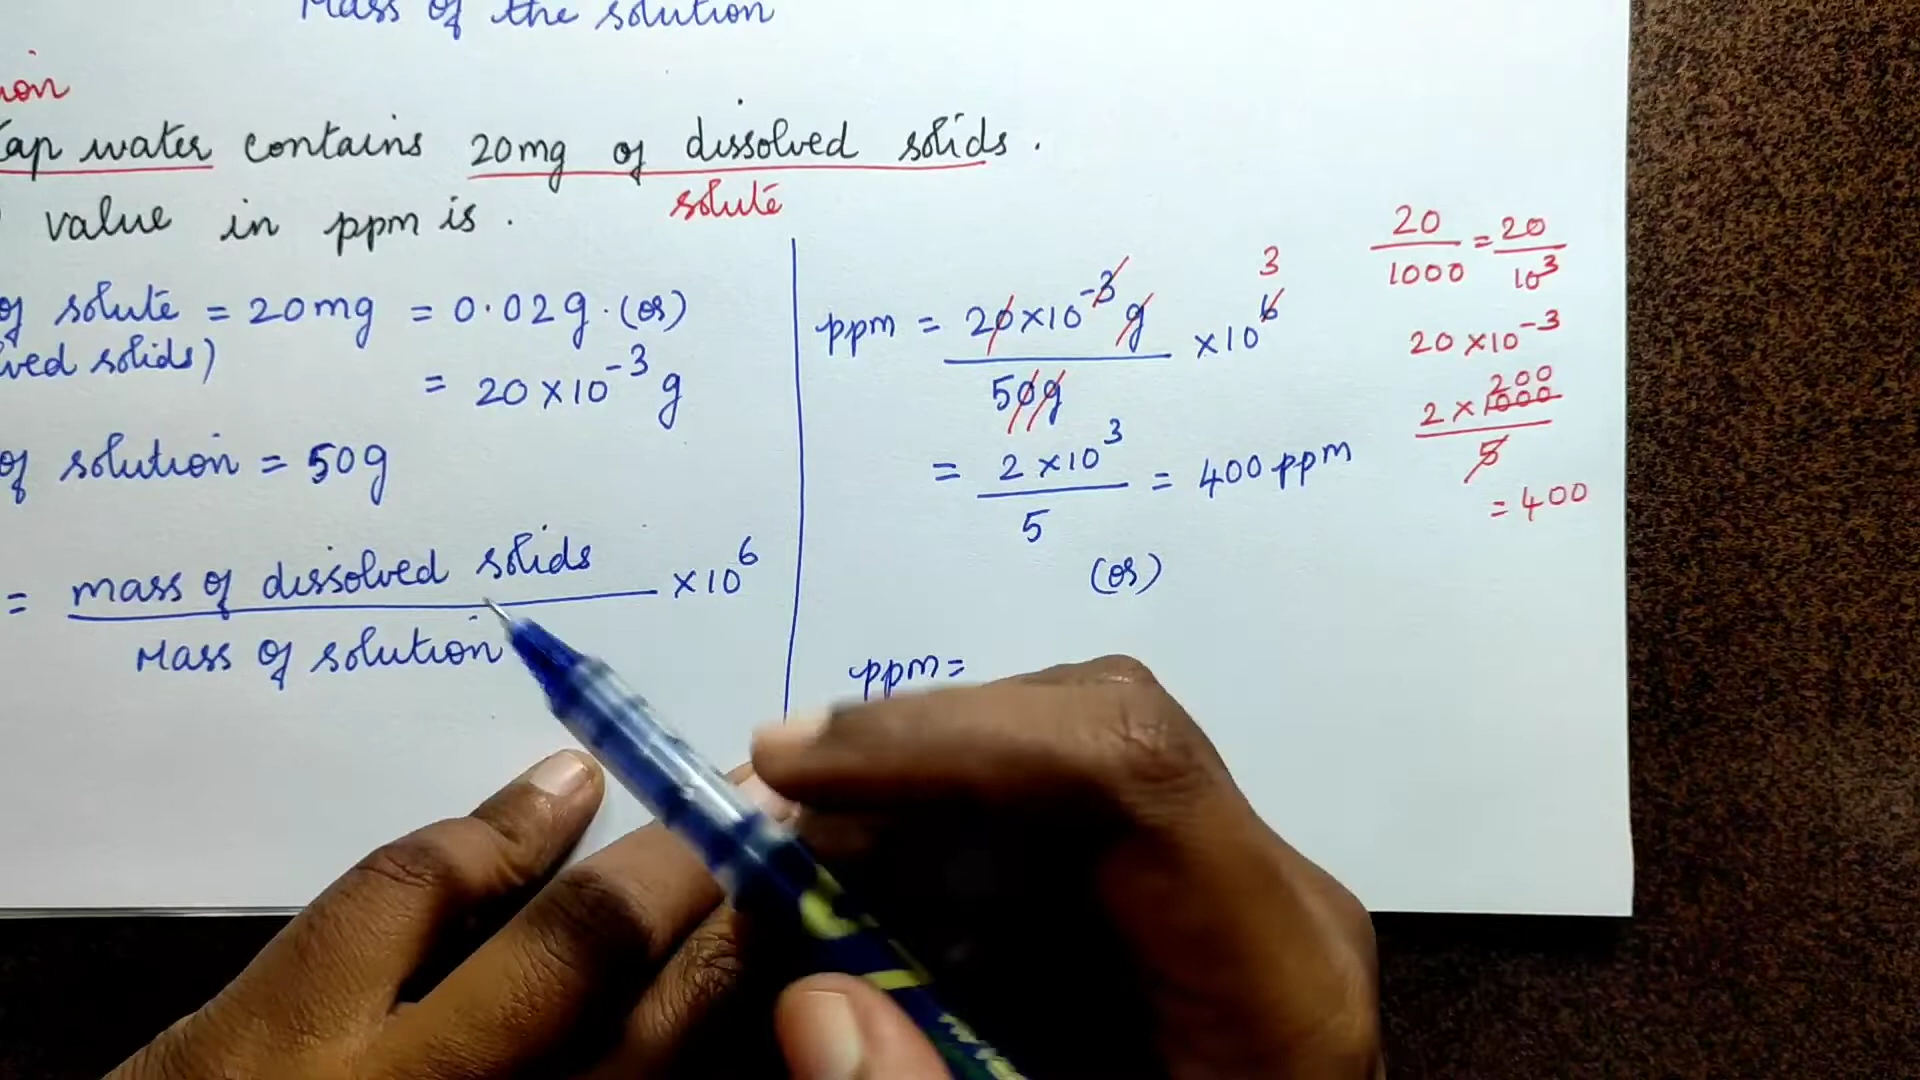 Mass of the solution
ion
Tap water contains 20mg of dissolved solids.
value in ppm is.
solute
of solute = 20mg = 0.02g. (or)
ved solids)
= 20 × 10⁻³ g
of solution = 50g
= mass of dissolved solids × 10⁶
Mass of solution
ppm = 20 × 10⁻³ g × 10⁶
3
50g
= 2 × 10³ = 400 ppm
5
(or)
ppm =
20 = 20
1000 10³
20 × 10⁻³
200
2 × 1000
5
= 400